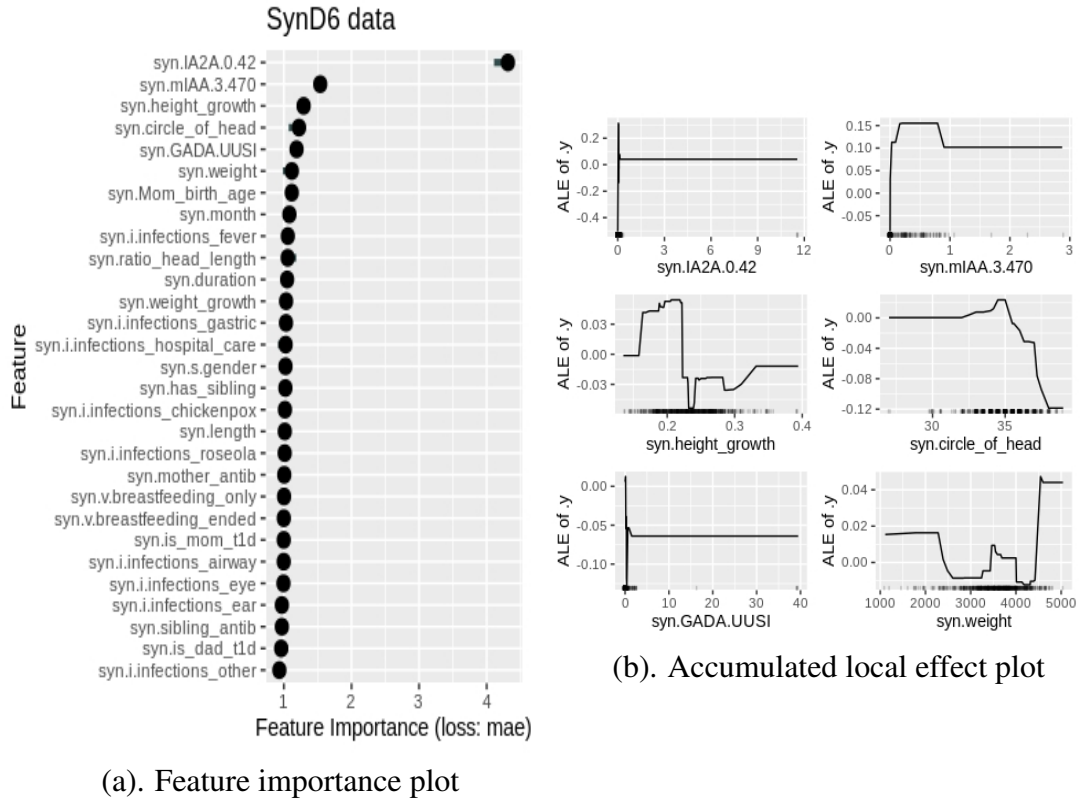 SynD6 data
Feature
syn.IA2A.0.42
syn.mIAA.3.470
syn.height_growth
syn.circle_of_head
syn.GADA.UUSI
syn.weight
syn.Mom_birth_age
syn.month
syn.i.infections_fever
syn.ratio_head_length
syn.duration
syn.weight_growth
syn.i.infections_gastric
syn.i.infections_hospital_care
syn.s.gender
syn.has_sibling
syn.i.infections_chickenpox
syn.length
syn.i.infections_roseola
syn.mother_antib
syn.v.breastfeeding_only
syn.v.breastfeeding_ended
syn.is_mom_t1d
syn.i.infections_airway
syn.i.infections_eye
syn.i.infections_ear
syn.sibling_antib
syn.is_dad_t1d
syn.i.infections_other
1 2 3 4
Feature Importance (loss: mae)
(a). Feature importance plot
ALE of .y
0.2
0.0
-0.2
-0.4
0 3 6 9 12
syn.IA2A.0.42
ALE of .y
0.15
0.10
0.05
0.00
-0.05
0 1 2 3
syn.mIAA.3.470
ALE of .y
0.03
0.00
-0.03
0.2 0.3 0.4
syn.height_growth
ALE of .y
0.00
-0.04
-0.08
-0.12
30 35
syn.circle_of_head
ALE of .y
0.00
-0.05
-0.10
0 10 20 30 40
syn.GADA.UUSI
ALE of .y
0.04
0.02
0.00
1000 2000 3000 4000 5000
syn.weight
(b). Accumulated local effect plot